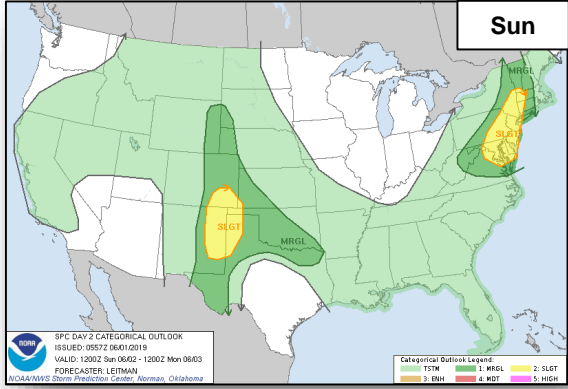 Sun
MRGL
SLGT
SLGT
MRGL
NOAA
SPC DAY 2 CATEGORICAL OUTLOOK
ISSUED: 0557Z 06/01/2019
VALID: 1200Z Sun 06/02 - 1200Z Mon 06/03
FORECASTER: LEITMAN
NOAA/NWS Storm Prediction Center, Norman, Oklahoma
Categorical Outlook Legend:
TSTM 1: MRGL 2: SLGT
3: ENH 4: MDT 5: HIGH